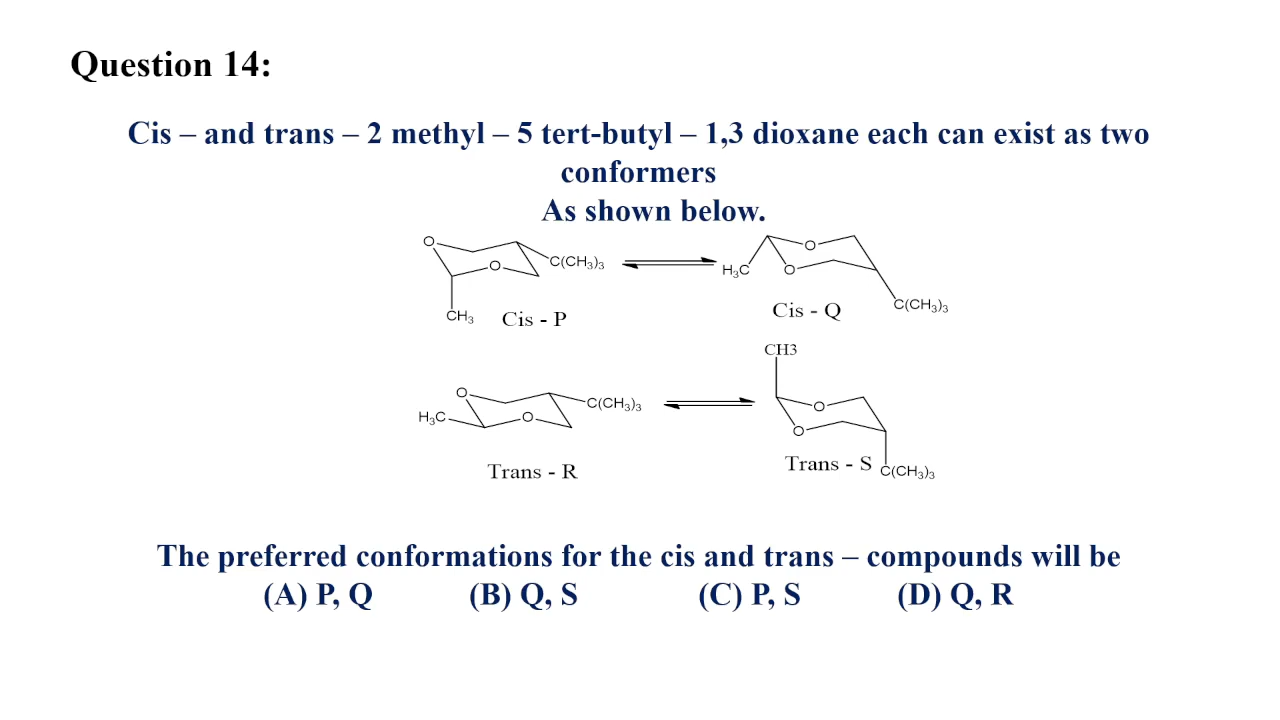 Question 14:
Cis – and trans – 2 methyl – 5 tert-butyl – 1,3 dioxane each can exist as two
conformers
As shown below.
O
O
C(CH3)3
CH3
Cis - P
O
O
H3C
C(CH3)3
Cis - Q
O
O
H3C
C(CH3)3
Trans - R
CH3
O
O
C(CH3)3
Trans - S
The preferred conformations for the cis and trans – compounds will be
(A) P, Q (B) Q, S (C) P, S (D) Q, R